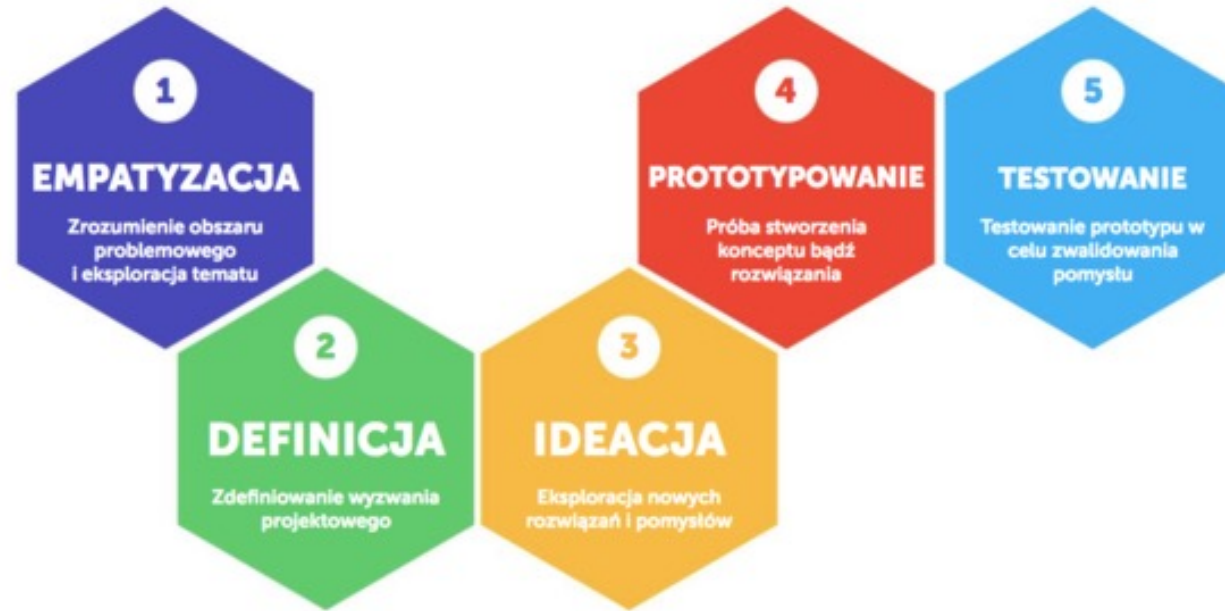 1
EMPATYZACJA
Zrozumienie obszaru
problemowego
i eksploracja tematu
2
DEFINICJA
Zdefiniowanie wyzwania
projektowego
3
IDEACJA
Eksploracja nowych
rozwiązań i pomysłów
4
PROTOTYPOWANIE
Próba stworzenia
konceptu bądź
rozwiązania
5
TESTOWANIE
Testowanie prototypu w
celu zwalidowania
pomysłu